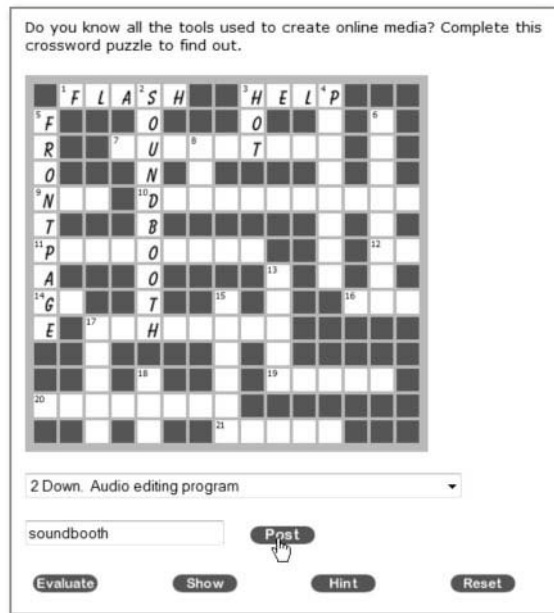 Do you know all the tools used to create online media? Complete this
crossword puzzle to find out.
1 F L A 2 S H 3 H E L 4 P
5 F O O 6
R 7 U 8 T
O N
9 N 10 D
T B
11 P O 12
A O 13
14 G T 15 16
E 17 H
18 19
20
21
2 Down. Audio editing program
soundbooth
Post
Evaluate Show Hint Reset